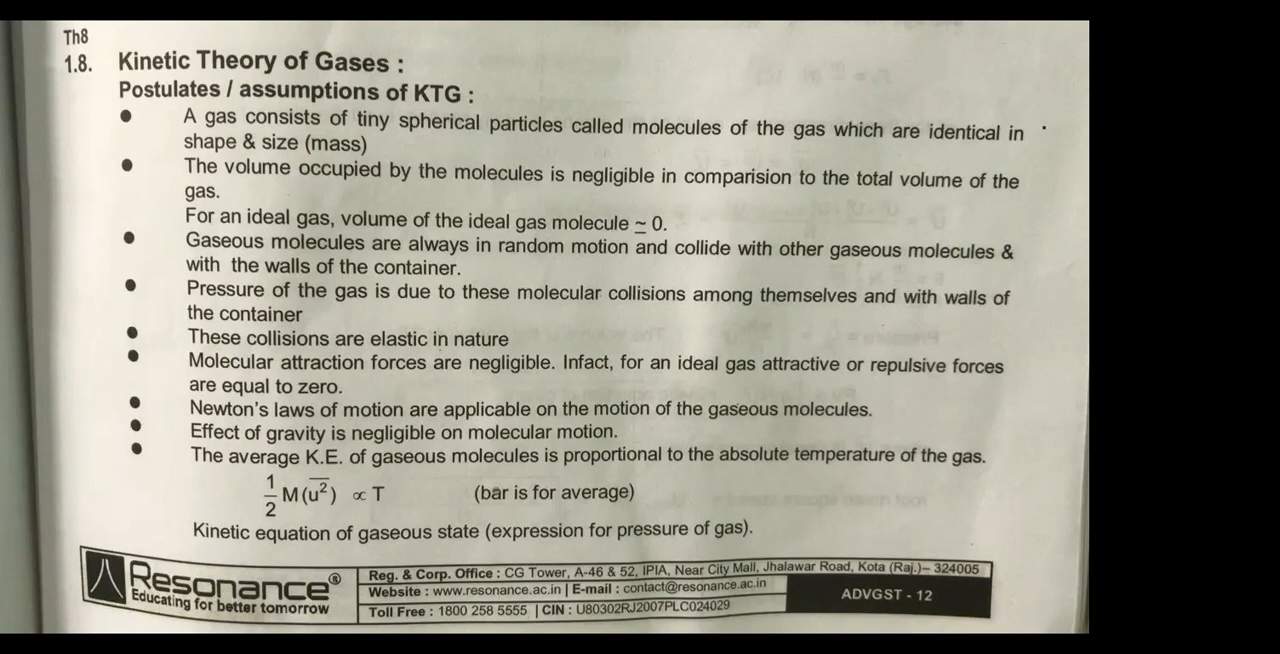 Th8
1.8. Kinetic Theory of Gases :
Postulates / assumptions of KTG :
● A gas consists of tiny spherical particles called molecules of the gas which are identical in
shape & size (mass)
● The volume occupied by the molecules is negligible in comparision to the total volume of the
gas.
For an ideal gas, volume of the ideal gas molecule ≃ 0.
● Gaseous molecules are always in random motion and collide with other gaseous molecules &
with the walls of the container.
● Pressure of the gas is due to these molecular collisions among themselves and with walls of
the container
● These collisions are elastic in nature
● Molecular attraction forces are negligible. Infact, for an ideal gas attractive or repulsive forces
are equal to zero.
● Newton's laws of motion are applicable on the motion of the gaseous molecules.
● Effect of gravity is negligible on molecular motion.
● The average K.E. of gaseous molecules is proportional to the absolute temperature of the gas.
1/2 M(u̅²) ∝ T (bar is for average)
Kinetic equation of gaseous state (expression for pressure of gas).
Resonance®
Educating for better tomorrow
Reg. & Corp. Office : CG Tower, A-46 & 52, IPIA, Near City Mall, Jhalawar Road, Kota (Raj.)– 324005
Website : www.resonance.ac.in | E-mail : contact@resonance.ac.in
Toll Free : 1800 258 5555 | CIN : U80302RJ2007PLC024029
ADVGST - 12